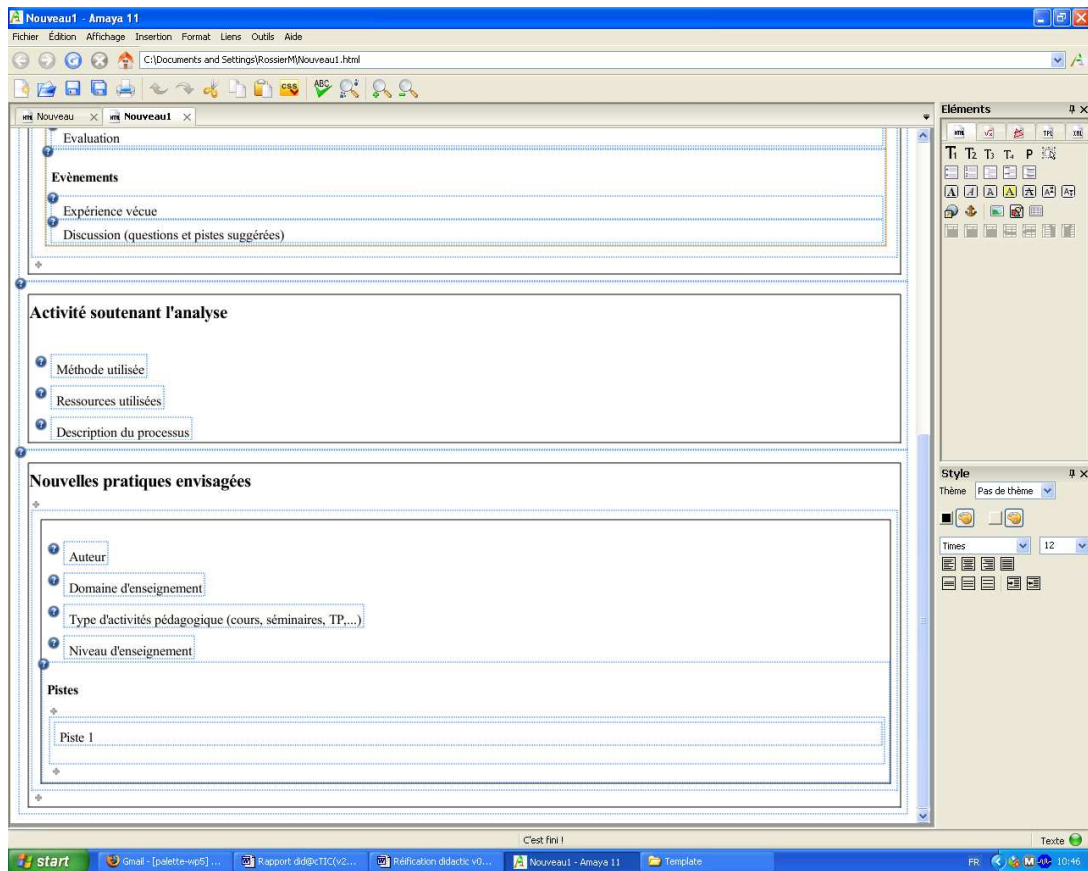 Nouveau1 - Amaya 11
Fichier Édition Affichage Insertion Format Liens Outils Aide
C:\Documents and Settings\RossierM\Nouveau1.html
Nouveau
Nouveau1
Evaluation
Evènements
Expérience vécue
Discussion (questions et pistes suggérées)
Activité soutenant l'analyse
Méthode utilisée
Ressources utilisées
Description du processus
Nouvelles pratiques envisagées
Auteur
Domaine d'enseignement
Type d'activités pédagogique (cours, séminaires, TP,...)
Niveau d'enseignement
Pistes
Piste 1
Eléments
T1 T2 T3 T4 P
Style
Thème Pas de thème
Times 12
C'est fini !
Texte
start
Gmail - [palette-wp5] ...
Rapport did@cTIC(v2...
Réification didactic v0...
Nouveau1 - Amaya 11
Template
FR
10:46